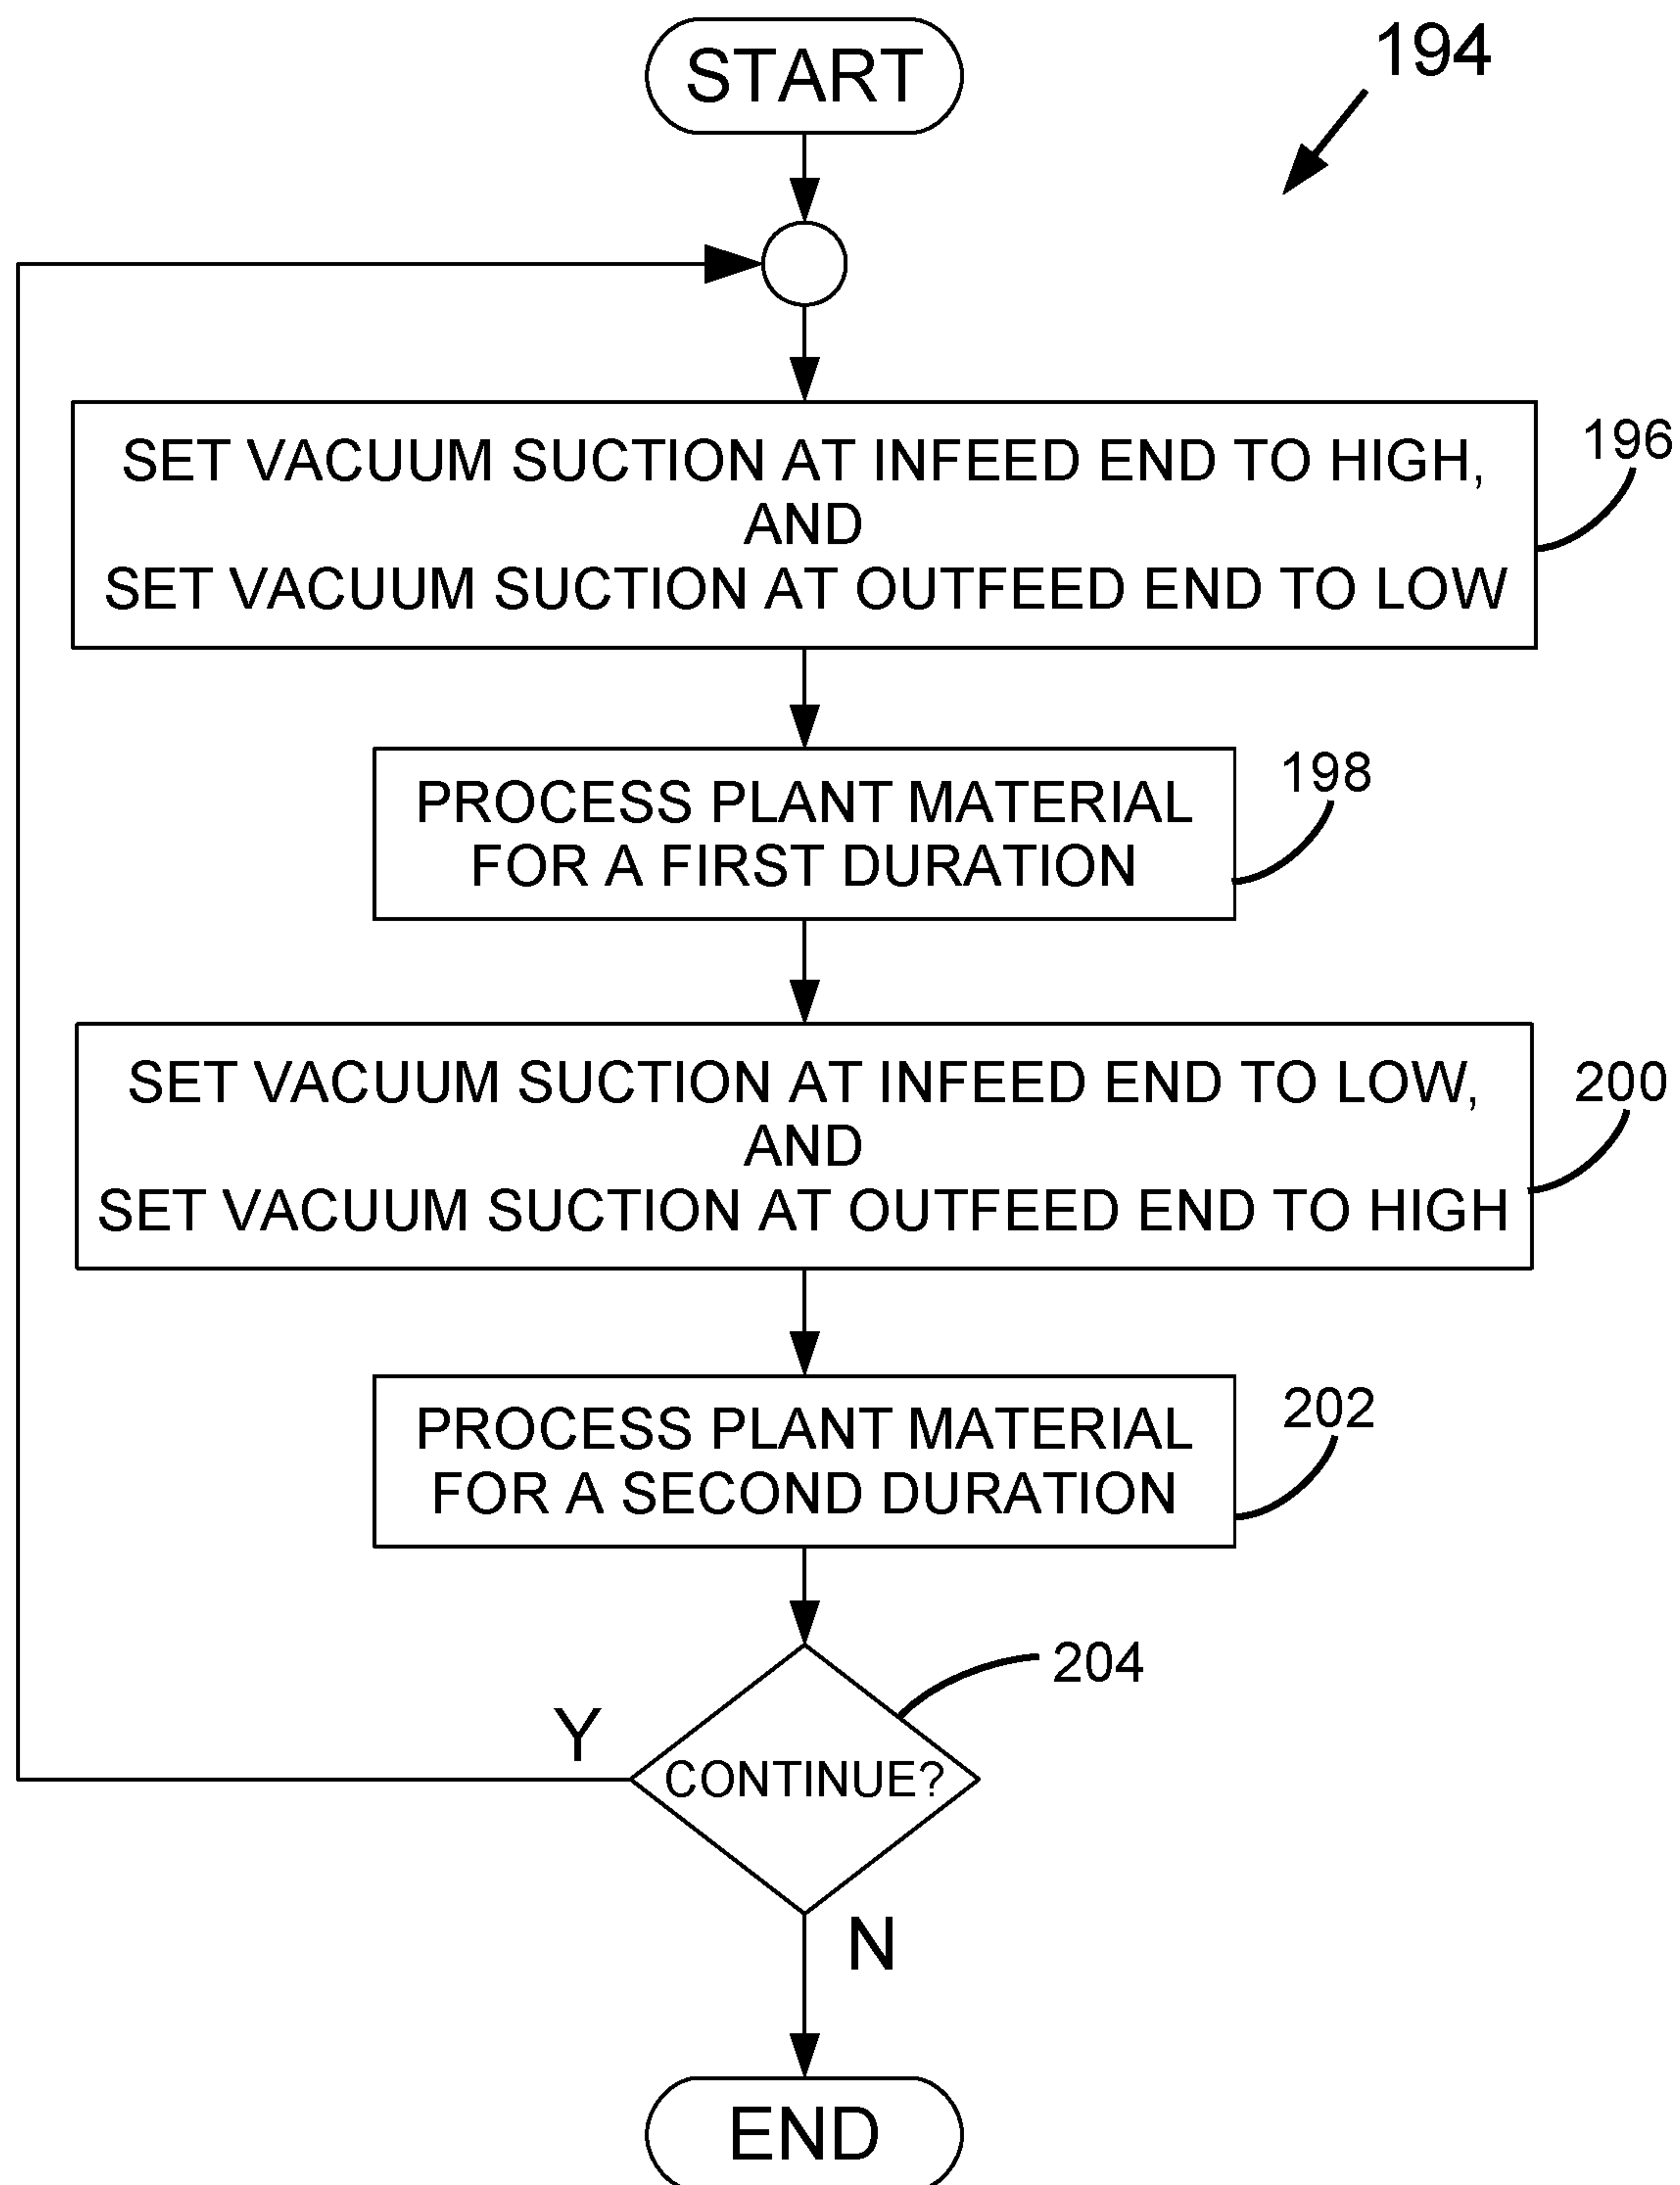 START
194
SET VACUUM SUCTION AT INFEED END TO HIGH,
AND
SET VACUUM SUCTION AT OUTFEED END TO LOW
196
PROCESS PLANT MATERIAL
FOR A FIRST DURATION
198
SET VACUUM SUCTION AT INFEED END TO LOW,
AND
SET VACUUM SUCTION AT OUTFEED END TO HIGH
200
PROCESS PLANT MATERIAL
FOR A SECOND DURATION
202
204
Y
CONTINUE?
N
END